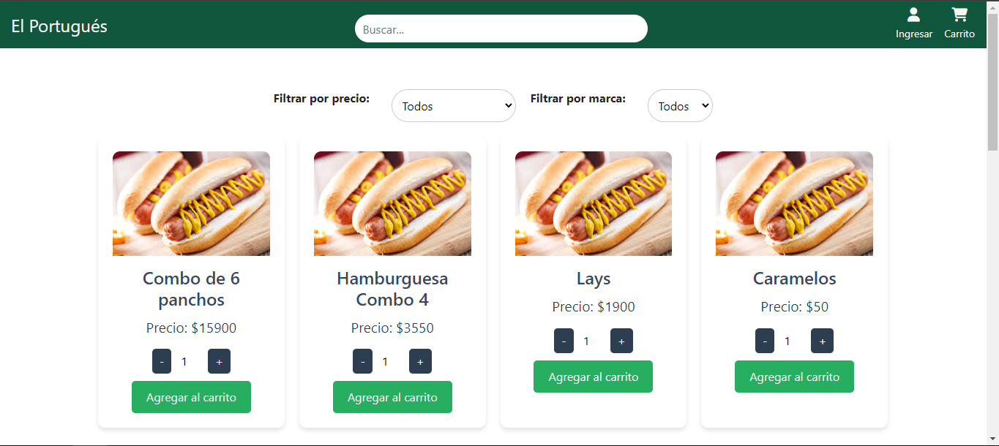 El Portugués
Buscar...
Ingresar
Carrito
Filtrar por precio:
Todos
Filtrar por marca:
Todos
Combo de 6
panchos
Precio: $15900
- 1 +
Agregar al carrito
Hamburguesa
Combo 4
Precio: $3550
- 1 +
Agregar al carrito
Lays
Precio: $1900
- 1 +
Agregar al carrito
Caramelos
Precio: $50
- 1 +
Agregar al carrito